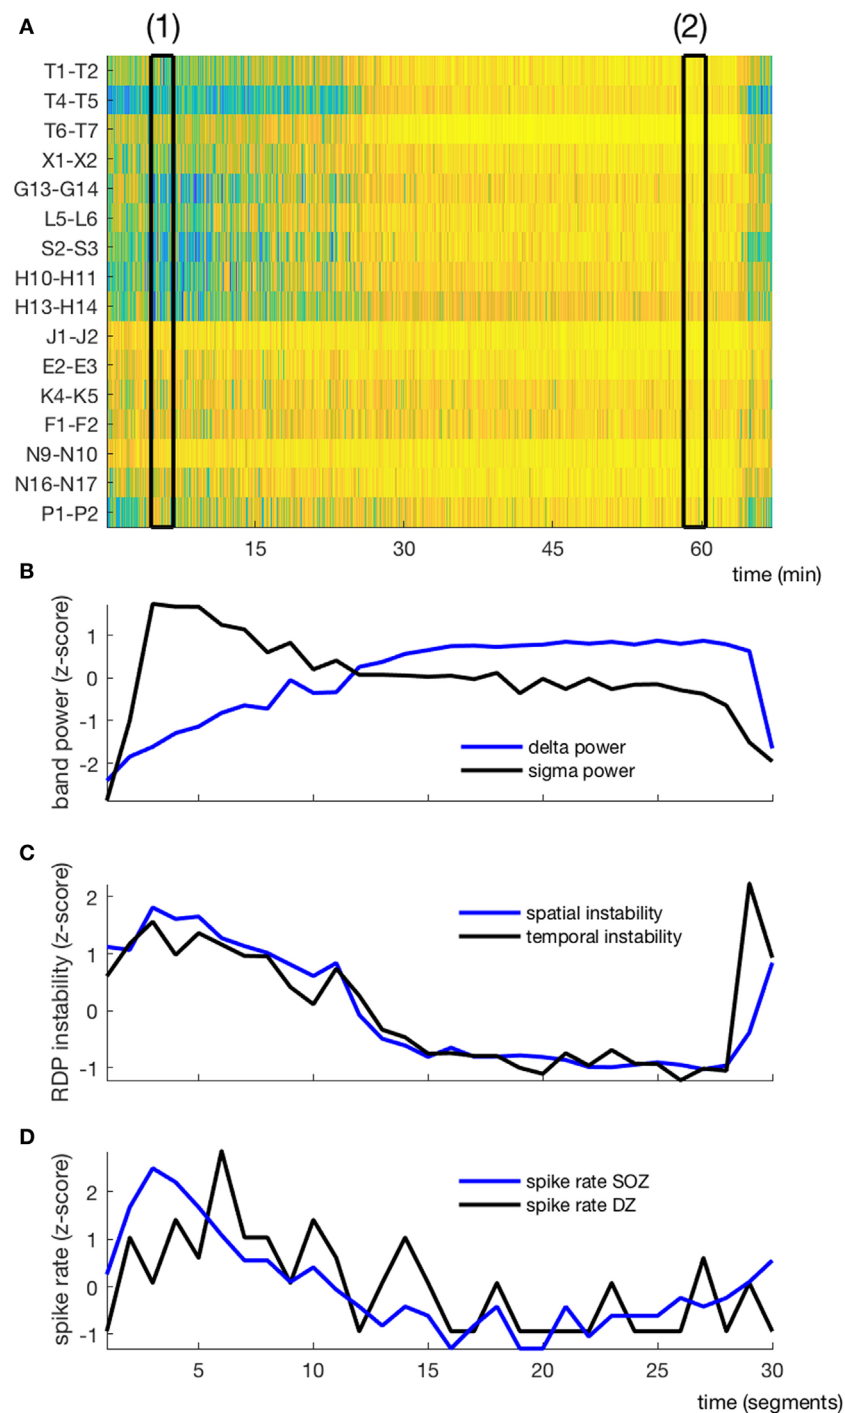 A
(1) (2)
T1-T2
T4-T5
T6-T7
X1-X2
G13-G14
L5-L6
S2-S3
H10-H11
H13-H14
J1-J2
E2-E3
K4-K5
F1-F2
N9-N10
N16-N17
P1-P2
15 30 45 60
time (min)
B
band power (z-score)
1
0
-1
-2
delta power
sigma power
C
RDP instability (z-score)
2
1
0
-1
spatial instability
temporal instability
D
spike rate (z-score)
2
1
0
-1
spike rate SOZ
spike rate DZ
5 10 15 20 25 30
time (segments)